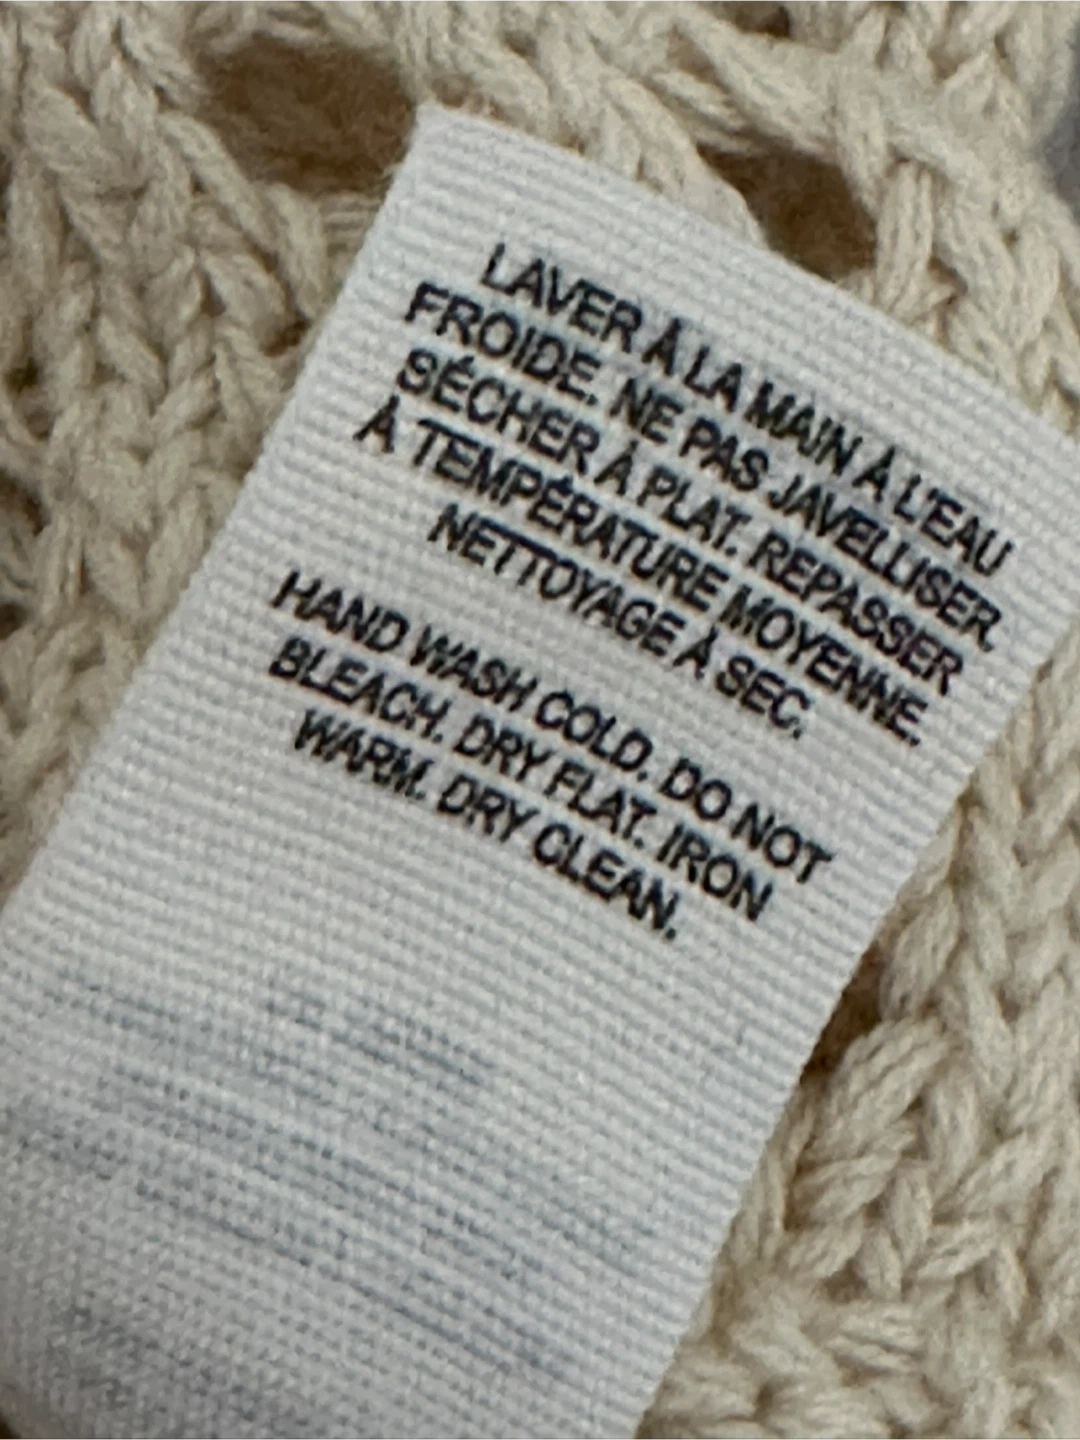 LAVER À LA MAIN À L'EAU
FROIDE. NE PAS JAVELLISER.
SÉCHER À PLAT. REPASSER
À TEMPÉRATURE MOYENNE.
NETTOYAGE À SEC.
HAND WASH COLD. DO NOT
BLEACH. DRY FLAT. IRON
WARM. DRY CLEAN.